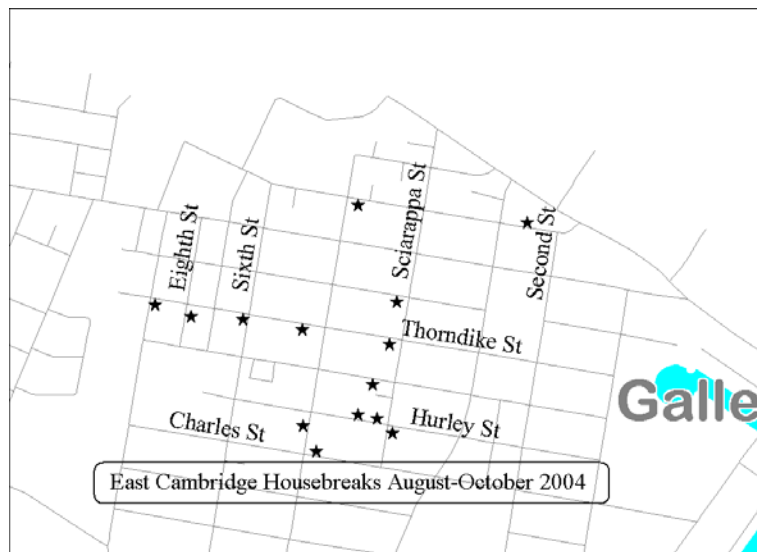 Sciarappa St
Eighth St
Sixth St
Second St
Thorndike St
Galle
Charles St
Hurley St
East Cambridge Housebreaks August-October 2004